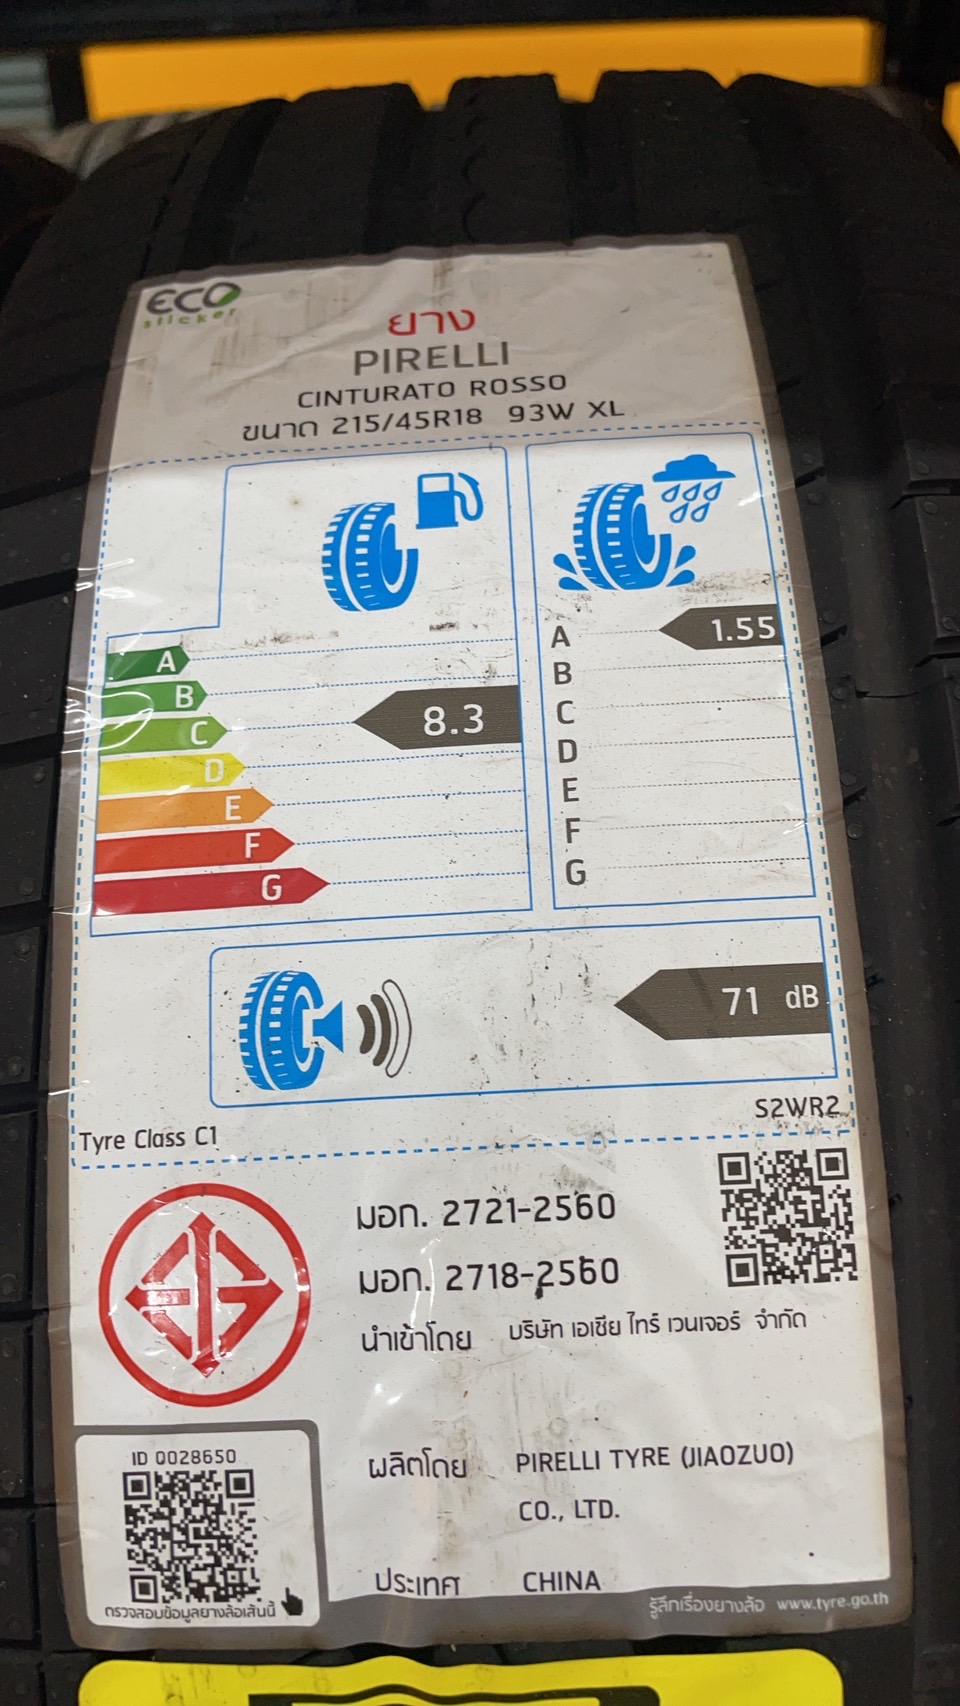 ECO
sticker
ยาง
PIRELLI
CINTURATO ROSSO
ขนาด 215/45R18 93W XL
A
B
C
D
E
F
G
8.3
A
B
C
D
E
F
G
1.55
71 dB
S2WR2
Tyre Class C1
มอก. 2721-2560
มอก. 2718-2560
นำเข้าโดย บริษัท เอเซีย ไทร์ เวนเจอร์ จำกัด
ผลิตโดย PIRELLI TYRE (JIAOZUO)
CO., LTD.
ประเทศ CHINA
ID Q028650
ตรวจสอบข้อมูลยางล้อเส้นนี้
รู้ลึกเรื่องยางล้อ www.tyre.go.th